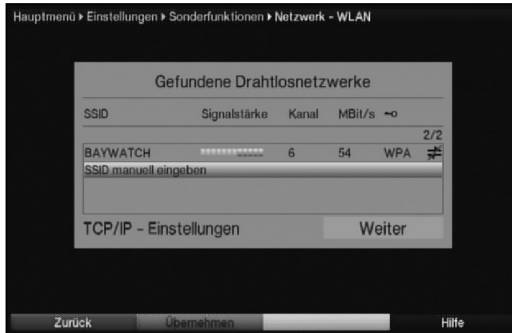 Hauptmenü ▸ Einstellungen ▸ Sonderfunktionen ▸ Netzwerk - WLAN
Gefundene Drahtlosnetzwerke
SSID Signalstärke Kanal MBit/s
2/2
BAYWATCH 6 54 WPA
SSID manuell eingeben
TCP/IP - Einstellungen Weiter
Zurück Übernehmen Hilfe